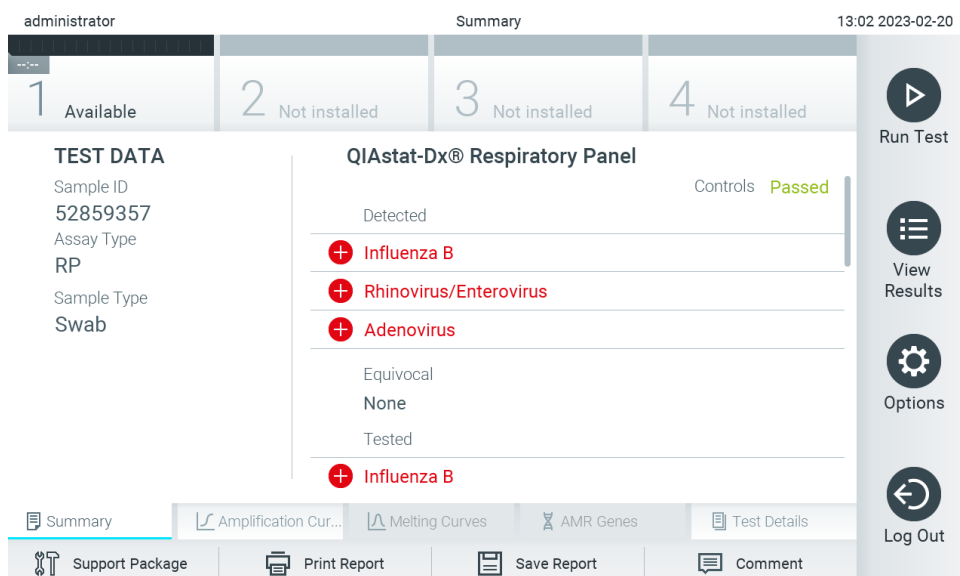 administrator
Summary
13:02 2023-02-20
--:--
1 Available
2 Not installed
3 Not installed
4 Not installed
TEST DATA
Sample ID
52859357
Assay Type
RP
Sample Type
Swab
QIAstat-Dx® Respiratory Panel
Controls Passed
Detected
Influenza B
Rhinovirus/Enterovirus
Adenovirus
Equivocal
None
Tested
Influenza B
Run Test
View
Results
Options
Log Out
Summary
Amplification Cur...
Melting Curves
AMR Genes
Test Details
Support Package
Print Report
Save Report
Comment